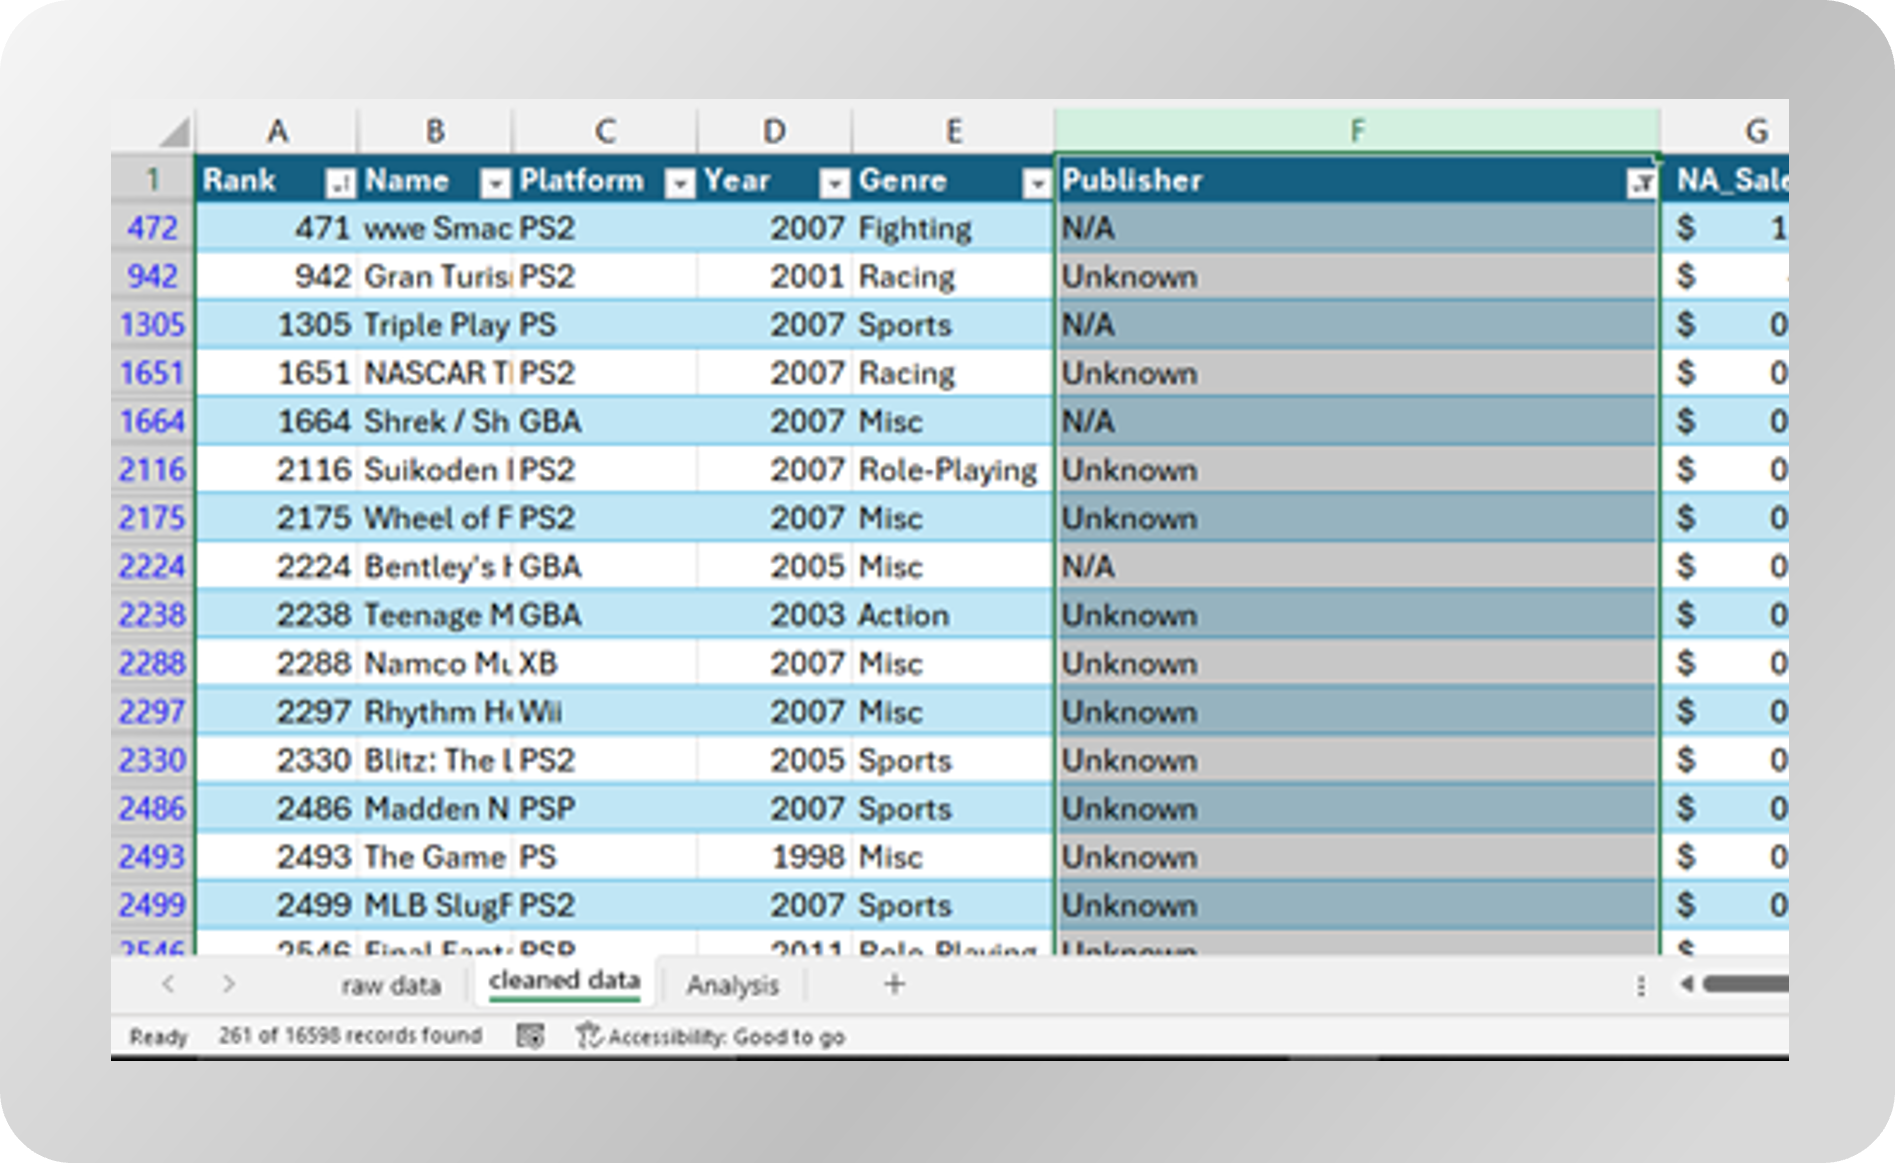 A B C D E F G
1 Rank Name Platform Year Genre Publisher NA_Sale
472 471 wwe Smac PS2 2007 Fighting N/A $ 1
942 942 Gran Turis PS2 2001 Racing Unknown $
1305 1305 Triple Play PS 2007 Sports N/A $ 0
1651 1651 NASCAR T PS2 2007 Racing Unknown $ 0
1664 1664 Shrek / Sh GBA 2007 Misc N/A $ 0
2116 2116 Suikoden I PS2 2007 Role-Playing Unknown $ 0
2175 2175 Wheel of F PS2 2007 Misc Unknown $ 0
2224 2224 Bentley's H GBA 2005 Misc N/A $ 0
2238 2238 Teenage M GBA 2003 Action Unknown $ 0
2288 2288 Namco Mu XB 2007 Misc Unknown $ 0
2297 2297 Rhythm He Wii 2007 Misc Unknown $ 0
2330 2330 Blitz: The L PS2 2005 Sports Unknown $ 0
2486 2486 Madden N PSP 2007 Sports Unknown $ 0
2493 2493 The Game PS 1998 Misc Unknown $ 0
2499 2499 MLB SlugF PS2 2007 Sports Unknown $ 0
2546 2546 Final Fant PSP 2011 Role-Playing Unknown $
raw data cleaned data Analysis +
Ready 261 of 16598 records found Accessibility: Good to go